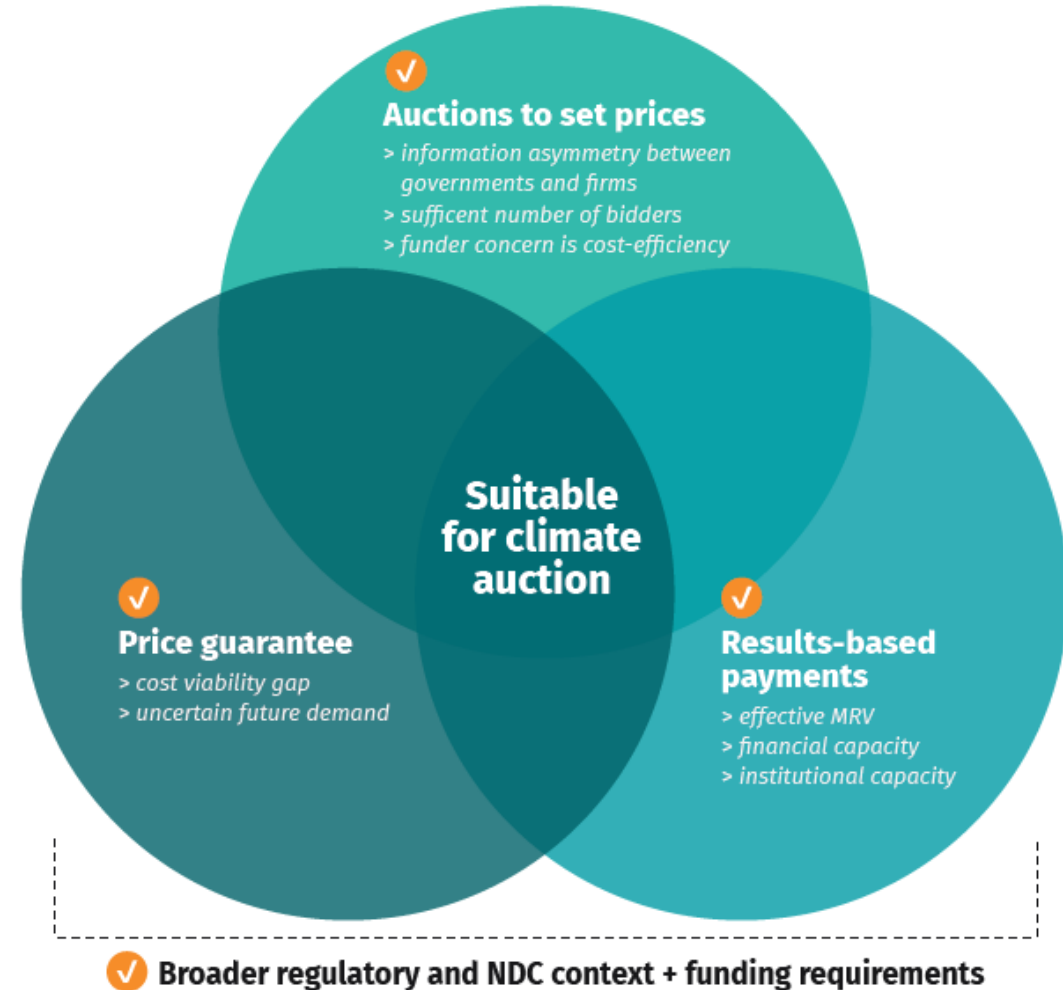 Auctions to set prices
> information asymmetry between
governments and firms
> sufficent number of bidders
> funder concern is cost-efficiency
Suitable
for climate
auction
Price guarantee
> cost viability gap
> uncertain future demand
Results-based
payments
> effective MRV
> financial capacity
> institutional capacity
Broader regulatory and NDC context + funding requirements